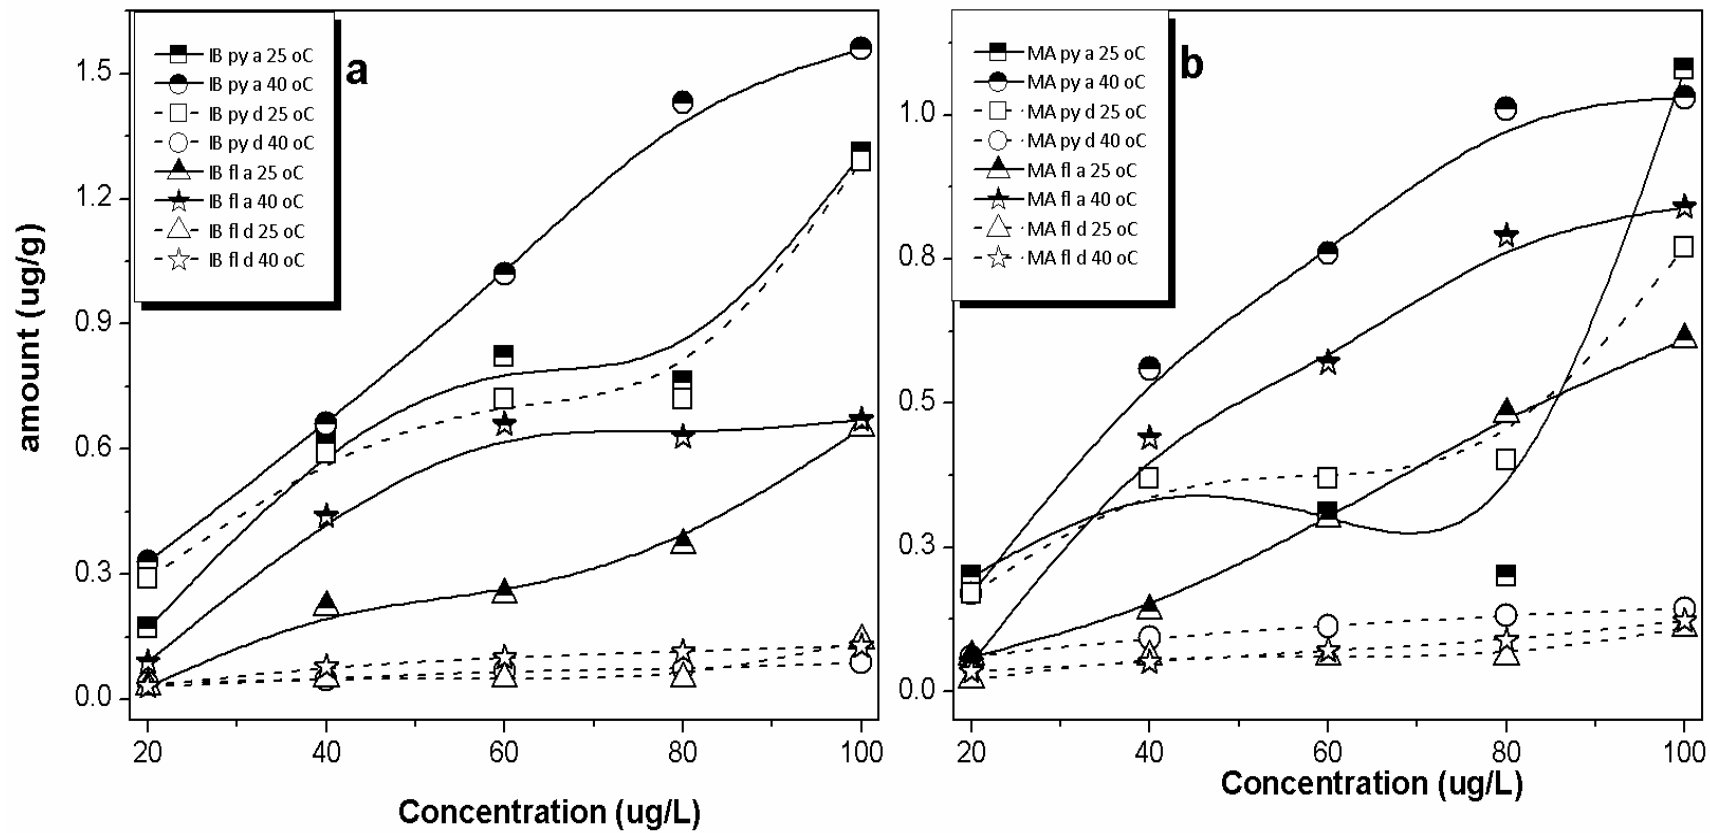 IB py a 25 oC
IB py a 40 oC
IB py d 25 oC
IB py d 40 oC
IB fl a 25 oC
IB fl a 40 oC
IB fl d 25 oC
IB fl d 40 oC
a
1.5
1.2
0.9
0.6
0.3
0.0
amount (ug/g)
20 40 60 80 100
Concentration (ug/L)
MA py a 25 oC
MA py a 40 oC
MA py d 25 oC
MA py d 40 oC
MA fl a 25 oC
MA fl a 40 oC
MA fl d 25 oC
MA fl d 40 oC
b
1.0
0.8
0.5
0.3
0.0
20 40 60 80 100
Concentration (ug/L)